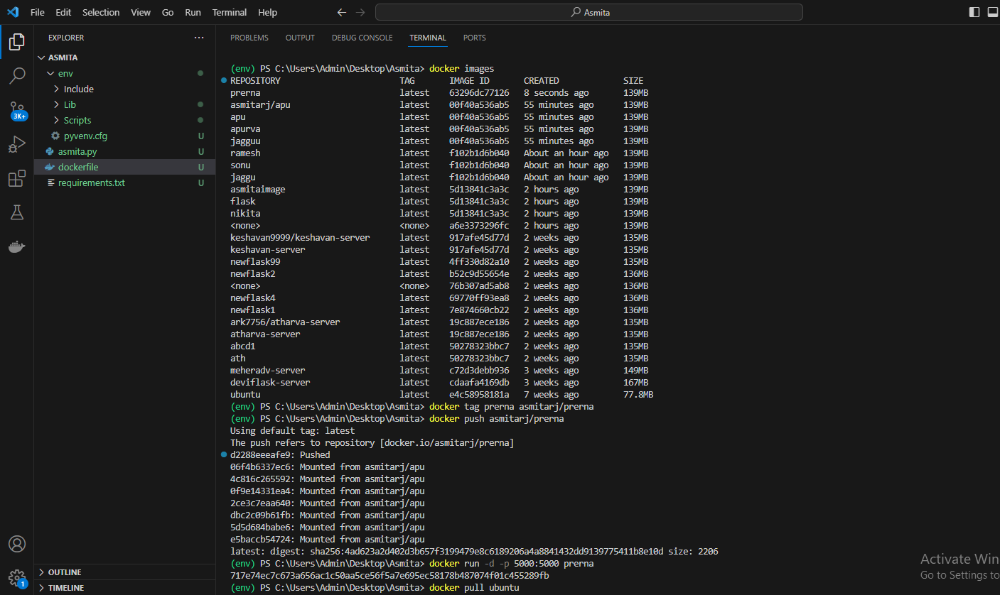 File Edit Selection View Go Run Terminal Help
Asmita
EXPLORER
ASMITA
env
Include
Lib
Scripts
pyvenv.cfg U
asmita.py U
dockerfile U
requirements.txt U
OUTLINE
TIMELINE
3K+
1
PROBLEMS OUTPUT DEBUG CONSOLE TERMINAL PORTS
(env) PS C:\Users\Admin\Desktop\Asmita> docker images
REPOSITORY TAG IMAGE ID CREATED SIZE
prerna latest 63296dc77126 8 seconds ago 139MB
asmitarj/apu latest 00f40a536ab5 55 minutes ago 139MB
apu latest 00f40a536ab5 55 minutes ago 139MB
apurva latest 00f40a536ab5 55 minutes ago 139MB
jagguu latest 00f40a536ab5 55 minutes ago 139MB
ramesh latest f102b1d6b040 About an hour ago 139MB
sonu latest f102b1d6b040 About an hour ago 139MB
jaggu latest f102b1d6b040 About an hour ago 139MB
asmitaimage latest 5d13841c3a3c 2 hours ago 139MB
flask latest 5d13841c3a3c 2 hours ago 139MB
nikita latest 5d13841c3a3c 2 hours ago 139MB
<none> <none> a6e3373296fc 2 hours ago 139MB
keshavan9999/keshavan-server latest 917afe45d77d 2 weeks ago 135MB
keshavan-server latest 917afe45d77d 2 weeks ago 135MB
newflask99 latest 4ff330d82a10 2 weeks ago 135MB
newflask2 latest b52c9d55654e 2 weeks ago 136MB
<none> <none> 76b307ad5ab8 2 weeks ago 136MB
newflask4 latest 69770ff93ea8 2 weeks ago 136MB
newflask1 latest 7e874660cb22 2 weeks ago 136MB
ark7756/atharva-server latest 19c887ece186 2 weeks ago 135MB
atharva-server latest 19c887ece186 2 weeks ago 135MB
abcd1 latest 50278323bbc7 2 weeks ago 135MB
ath latest 50278323bbc7 2 weeks ago 135MB
meheradv-server latest c72d3debb936 3 weeks ago 149MB
deviflask-server latest cdaafa4169db 3 weeks ago 167MB
ubuntu latest e4c58958181a 7 weeks ago 77.8MB
(env) PS C:\Users\Admin\Desktop\Asmita> docker tag prerna asmitarj/prerna
(env) PS C:\Users\Admin\Desktop\Asmita> docker push asmitarj/prerna
Using default tag: latest
The push refers to repository [docker.io/asmitarj/prerna]
d2288eeeafe9: Pushed
06f4b6337ec6: Mounted from asmitarj/apu
4c816c265592: Mounted from asmitarj/apu
0f9e14331ea4: Mounted from asmitarj/apu
2ce3c7eaa640: Mounted from asmitarj/apu
dbc2c09b61fb: Mounted from asmitarj/apu
5d5d684babe6: Mounted from asmitarj/apu
e5baccb54724: Mounted from asmitarj/apu
latest: digest: sha256:4ad623a2d402d3b657f3199479e8c6189206a4a8841432dd9139775411b8e10d size: 2206
(env) PS C:\Users\Admin\Desktop\Asmita> docker run -d -p 5000:5000 prerna
717e74ec7c673a656ac1c50aa5ce56f5a7e695ec58178b487074f01c455289fb
(env) PS C:\Users\Admin\Desktop\Asmita> docker pull ubuntu
Activate Win
Go to Settings to